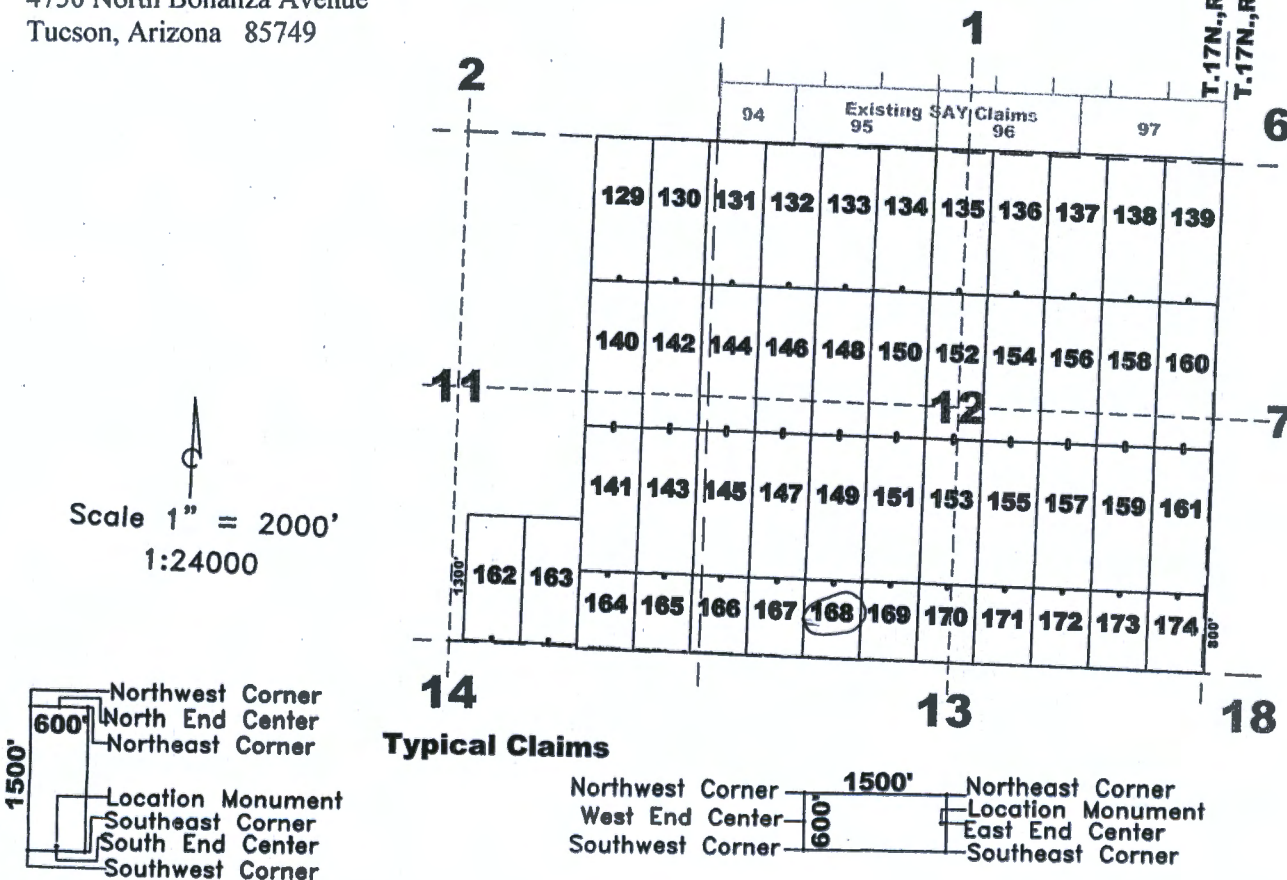 4750 North Bonanza Avenue
Tucson, Arizona 85749
1
T.17N.,R
T.17N.,R
2
94
Existing SAY Claims
95
96
97
6
129 130 131 132 133 134 135 136 137 138 139
140 142 144 146 148 150 152 154 156 158 160
11
12
7
141 143 145 147 149 151 153 155 157 159 161
Scale 1" = 2000'
1:24000
1300'
162 163
164 165 166 167 168 169 170 171 172 173 174
800'
14
13
18
Northwest Corner
600'
North End Center
Northeast Corner
1500'
Location Monument
Southeast Corner
South End Center
Southwest Corner
Typical Claims
Northwest Corner
1500'
Northeast Corner
West End Center
600'
Location Monument
East End Center
Southwest Corner
Southeast Corner